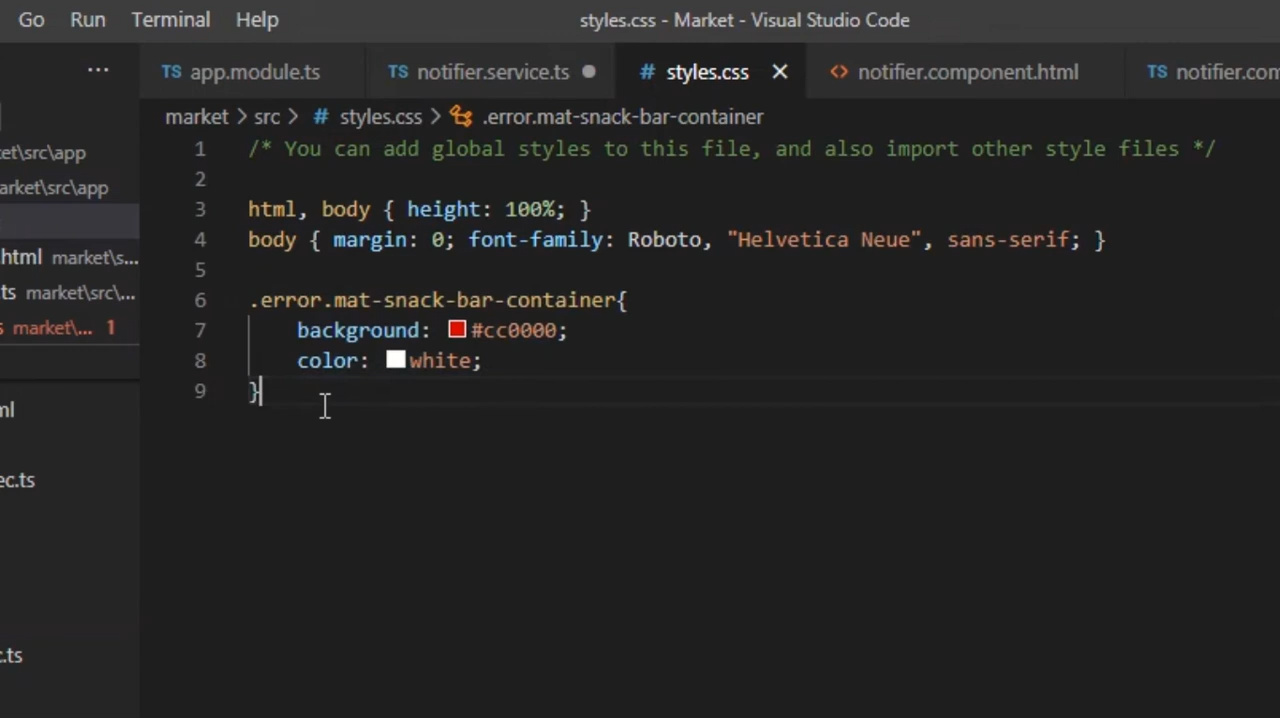 Go Run Terminal Help styles.css - Market - Visual Studio Code
... TS app.module.ts TS notifier.service.ts # styles.css × <> notifier.component.html TS notifier.com
market > src > # styles.css > .error.mat-snack-bar-container
et\src\app
arket\src\app
html market\s...
ts market\src\...
s market\... 1
ml
ec.ts
c.ts
1 /* You can add global styles to this file, and also import other style files */
2
3 html, body { height: 100%; }
4 body { margin: 0; font-family: Roboto, "Helvetica Neue", sans-serif; }
5
6 .error.mat-snack-bar-container{
7 background: #cc0000;
8 color: white;
9 }